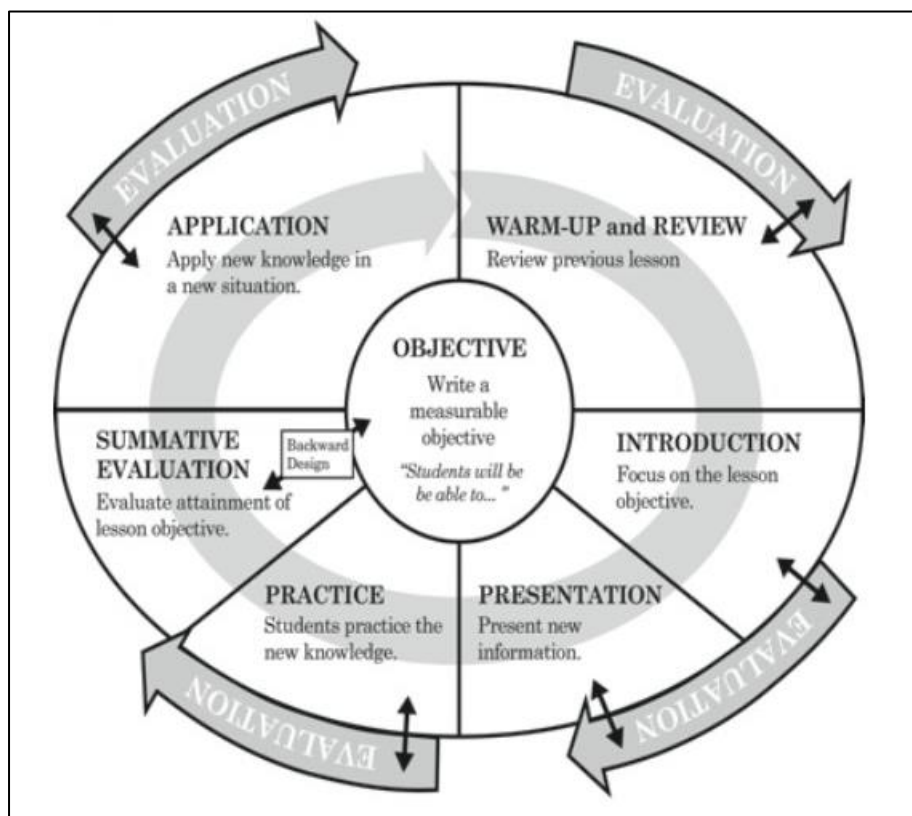 EVALUATION
EVALUATION
APPLICATION
Apply new knowledge in
a new situation.
WARM-UP and REVIEW
Review previous lesson
OBJECTIVE
Write a
measurable
objective
"Students will be
be able to... "
SUMMATIVE
EVALUATION
Evaluate attainment of
lesson objective.
Backward
Design
INTRODUCTION
Focus on the lesson
objective.
PRACTICE
Students practice the
new knowledge.
PRESENTATION
Present new
information.
EVALUATION
EVALUATION